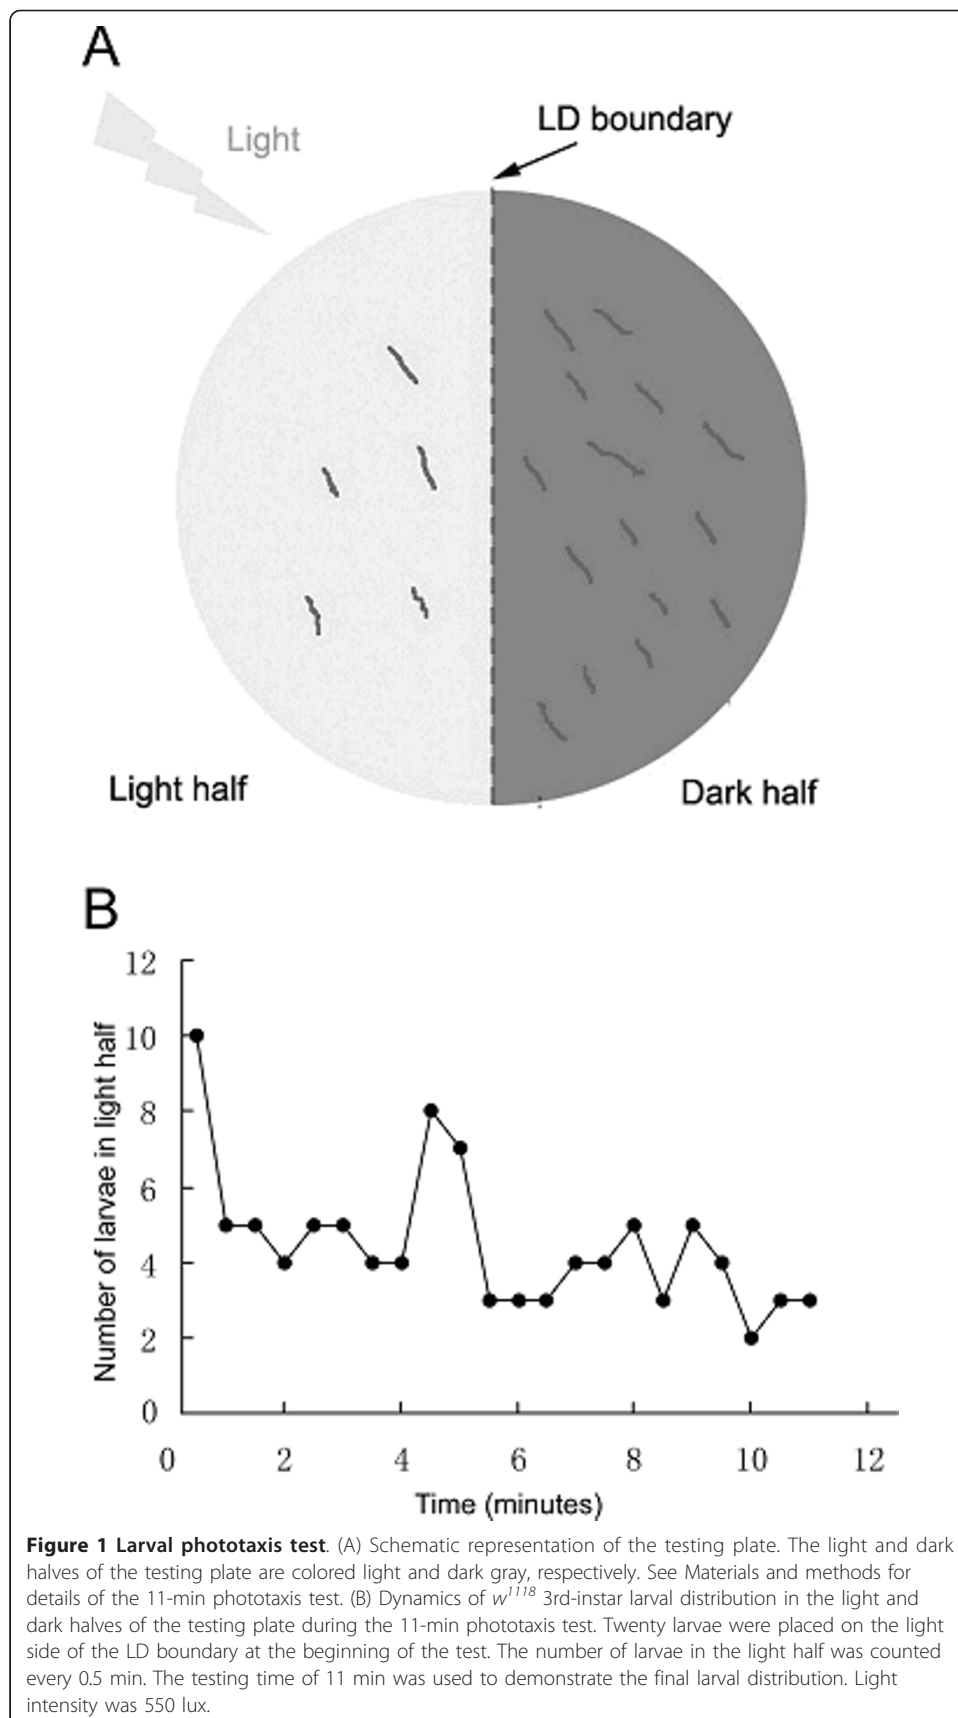 A
Light
LD boundary
Light half
Dark half
B
Number of larvae in light half
12
10
8
6
4
2
0
0 2 4 6 8 10 12
Time (minutes)
Figure 1 Larval phototaxis test. (A) Schematic representation of the testing plate. The light and dark
halves of the testing plate are colored light and dark gray, respectively. See Materials and methods for
details of the 11-min phototaxis test. (B) Dynamics of w1118 3rd-instar larval distribution in the light and
dark halves of the testing plate during the 11-min phototaxis test. Twenty larvae were placed on the light
side of the LD boundary at the beginning of the test. The number of larvae in the light half was counted
every 0.5 min. The testing time of 11 min was used to demonstrate the final larval distribution. Light
intensity was 550 lux.